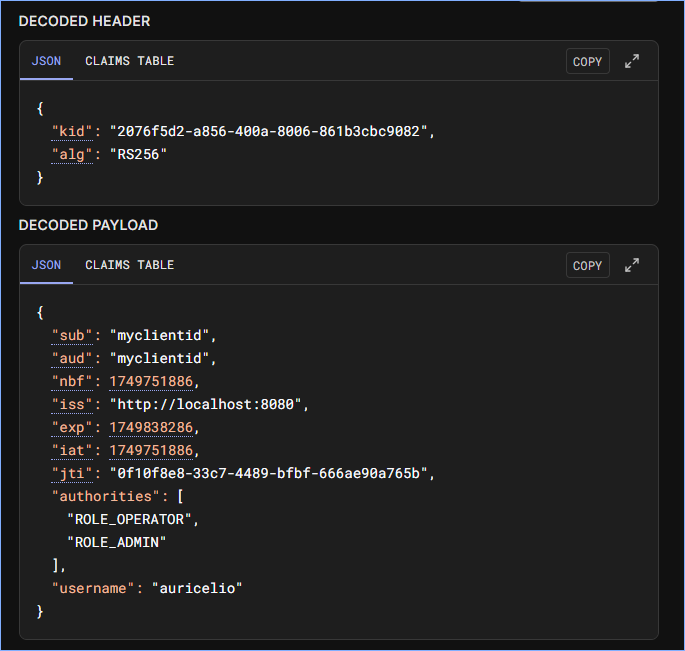 DECODED HEADER
JSON CLAIMS TABLE COPY
{
"kid": "2076f5d2-a856-400a-8006-861b3cbc9082",
"alg": "RS256"
}
DECODED PAYLOAD
JSON CLAIMS TABLE COPY
{
"sub": "myclientid",
"aud": "myclientid",
"nbf": 1749751886,
"iss": "http://localhost:8080",
"exp": 1749838286,
"iat": 1749751886,
"jti": "0f10f8e8-33c7-4489-bfbf-666ae90a765b",
"authorities": [
"ROLE_OPERATOR",
"ROLE_ADMIN"
],
"username": "auricelio"
}